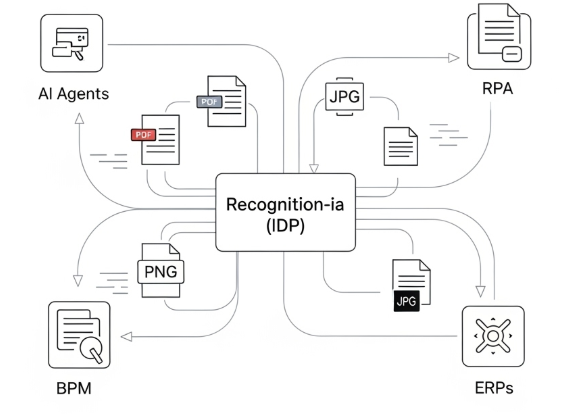 AI Agents
PDF
PDF
JPG
RPA
Recognition-ia
(IDP)
PNG
JPG
BPM
ERPs